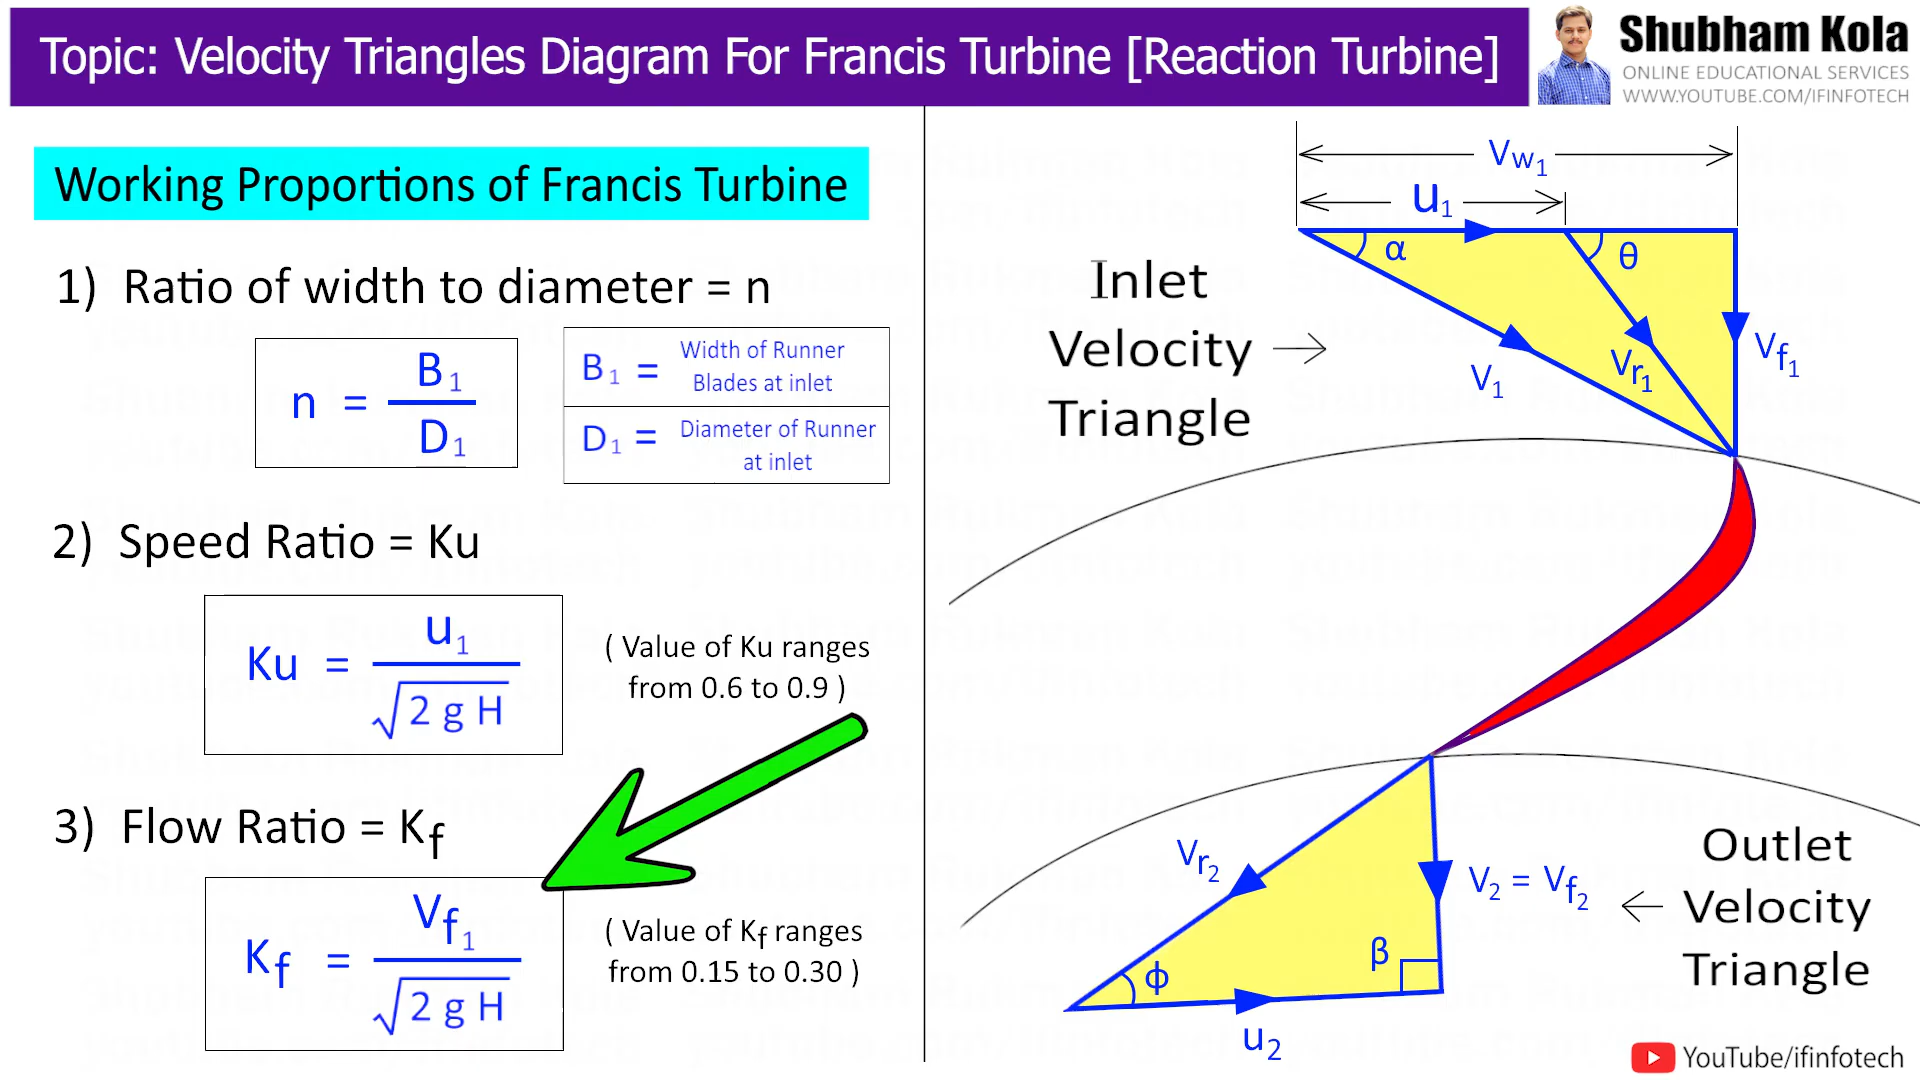 Topic: Velocity Triangles Diagram For Francis Turbine [Reaction Turbine]
Shubham Kola
ONLINE EDUCATIONAL SERVICES
WWW.YOUTUBE.COM/IFINFOTECH
Working Proportions of Francis Turbine
1) Ratio of width to diameter = n
n = B₁ / D₁
B₁ = Width of Runner
Blades at inlet
D₁ = Diameter of Runner
at inlet
2) Speed Ratio = Ku
Ku = u₁ / √2 g H
( Value of Ku ranges
from 0.6 to 0.9 )
3) Flow Ratio = Kf
Kf = Vf₁ / √2 g H
( Value of Kf ranges
from 0.15 to 0.30 )
Vw₁
u₁
α
θ
Inlet
Velocity
Triangle
V₁
Vr₁
Vf₁
Vr₂
V₂ = Vf₂
Outlet
Velocity
Triangle
β
ϕ
u₂
YouTube/ifinfotech